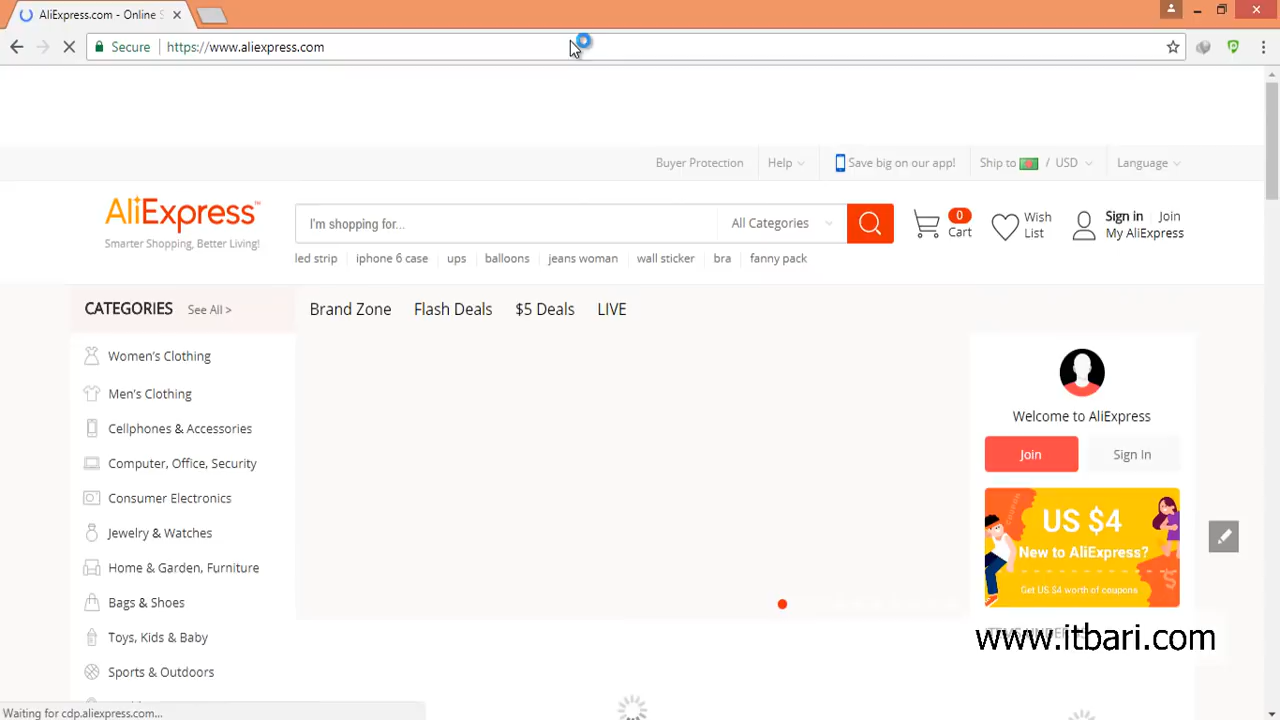 AliExpress.com - Online S
Secure https://www.aliexpress.com
Buyer Protection Help Save big on our app! Ship to / USD Language
AliExpress™
Smarter Shopping, Better Living!
I'm shopping for... All Categories
0 Cart
Wish List
Sign in Join
My AliExpress
led strip iphone 6 case ups balloons jeans woman wall sticker bra fanny pack
CATEGORIES See All >
Brand Zone Flash Deals $5 Deals LIVE
Women's Clothing
Men's Clothing
Cellphones & Accessories
Computer, Office, Security
Consumer Electronics
Jewelry & Watches
Home & Garden, Furniture
Bags & Shoes
Toys, Kids & Baby
Sports & Outdoors
Welcome to AliExpress
Join Sign In
US $4
New to AliExpress?
Get US $4 worth of coupons
www.itbari.com
Waiting for cdp.aliexpress.com...